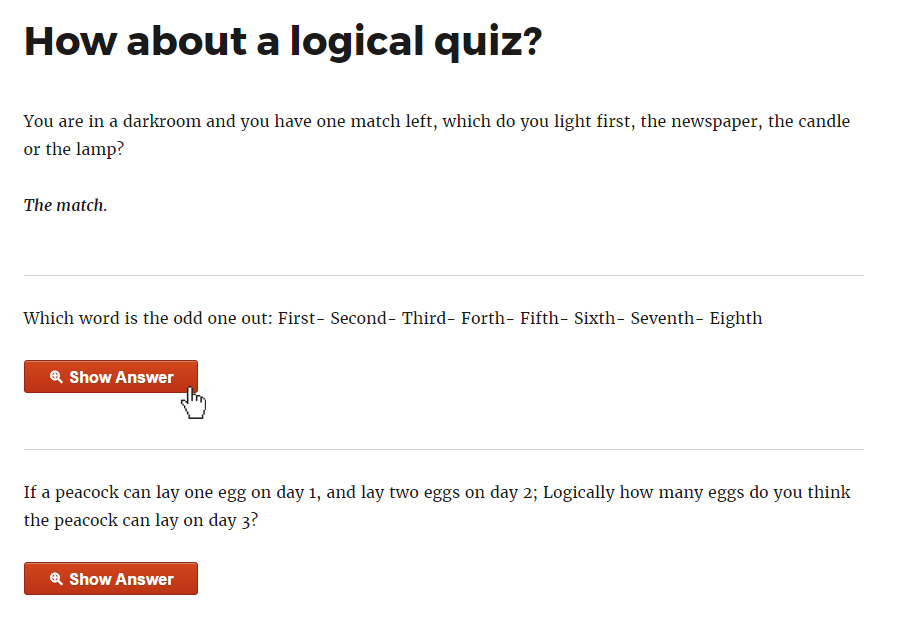 How about a logical quiz?
You are in a darkroom and you have one match left, which do you light first, the newspaper, the candle
or the lamp?
The match.
Which word is the odd one out: First- Second- Third- Forth- Fifth- Sixth- Seventh- Eighth
Show Answer
If a peacock can lay one egg on day 1, and lay two eggs on day 2; Logically how many eggs do you think
the peacock can lay on day 3?
Show Answer